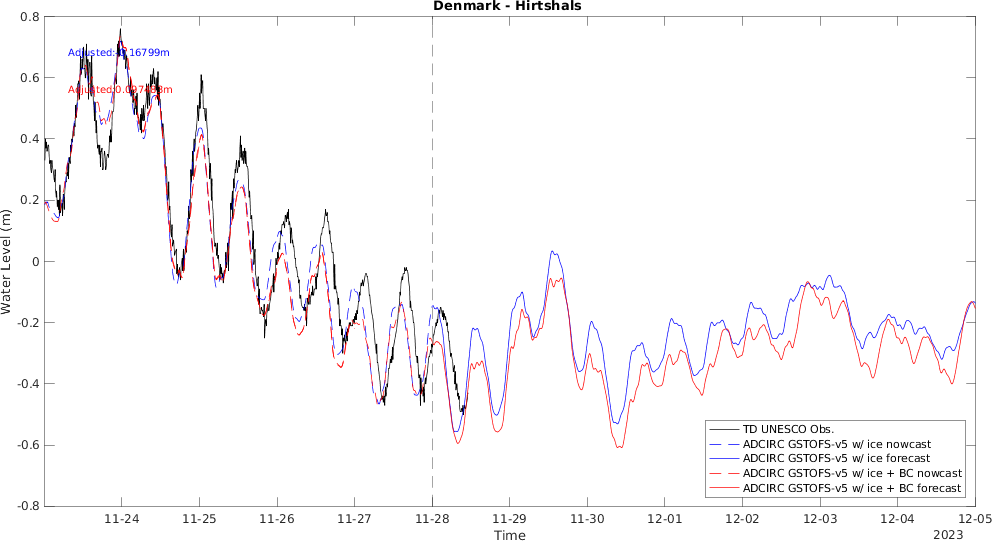 Denmark - Hirtshals
0.8
0.6
0.4
0.2
0
-0.2
-0.4
-0.6
-0.8
Water Level (m)
TD UNESCO Obs.
ADCIRC GSTOFS-v5 w/ ice nowcast
ADCIRC GSTOFS-v5 w/ ice forecast
ADCIRC GSTOFS-v5 w/ ice + BC nowcast
ADCIRC GSTOFS-v5 w/ ice + BC forecast
11-24 11-25 11-26 11-27 11-28 11-29 11-30 12-01 12-02 12-03 12-04 12-05
Time
2023